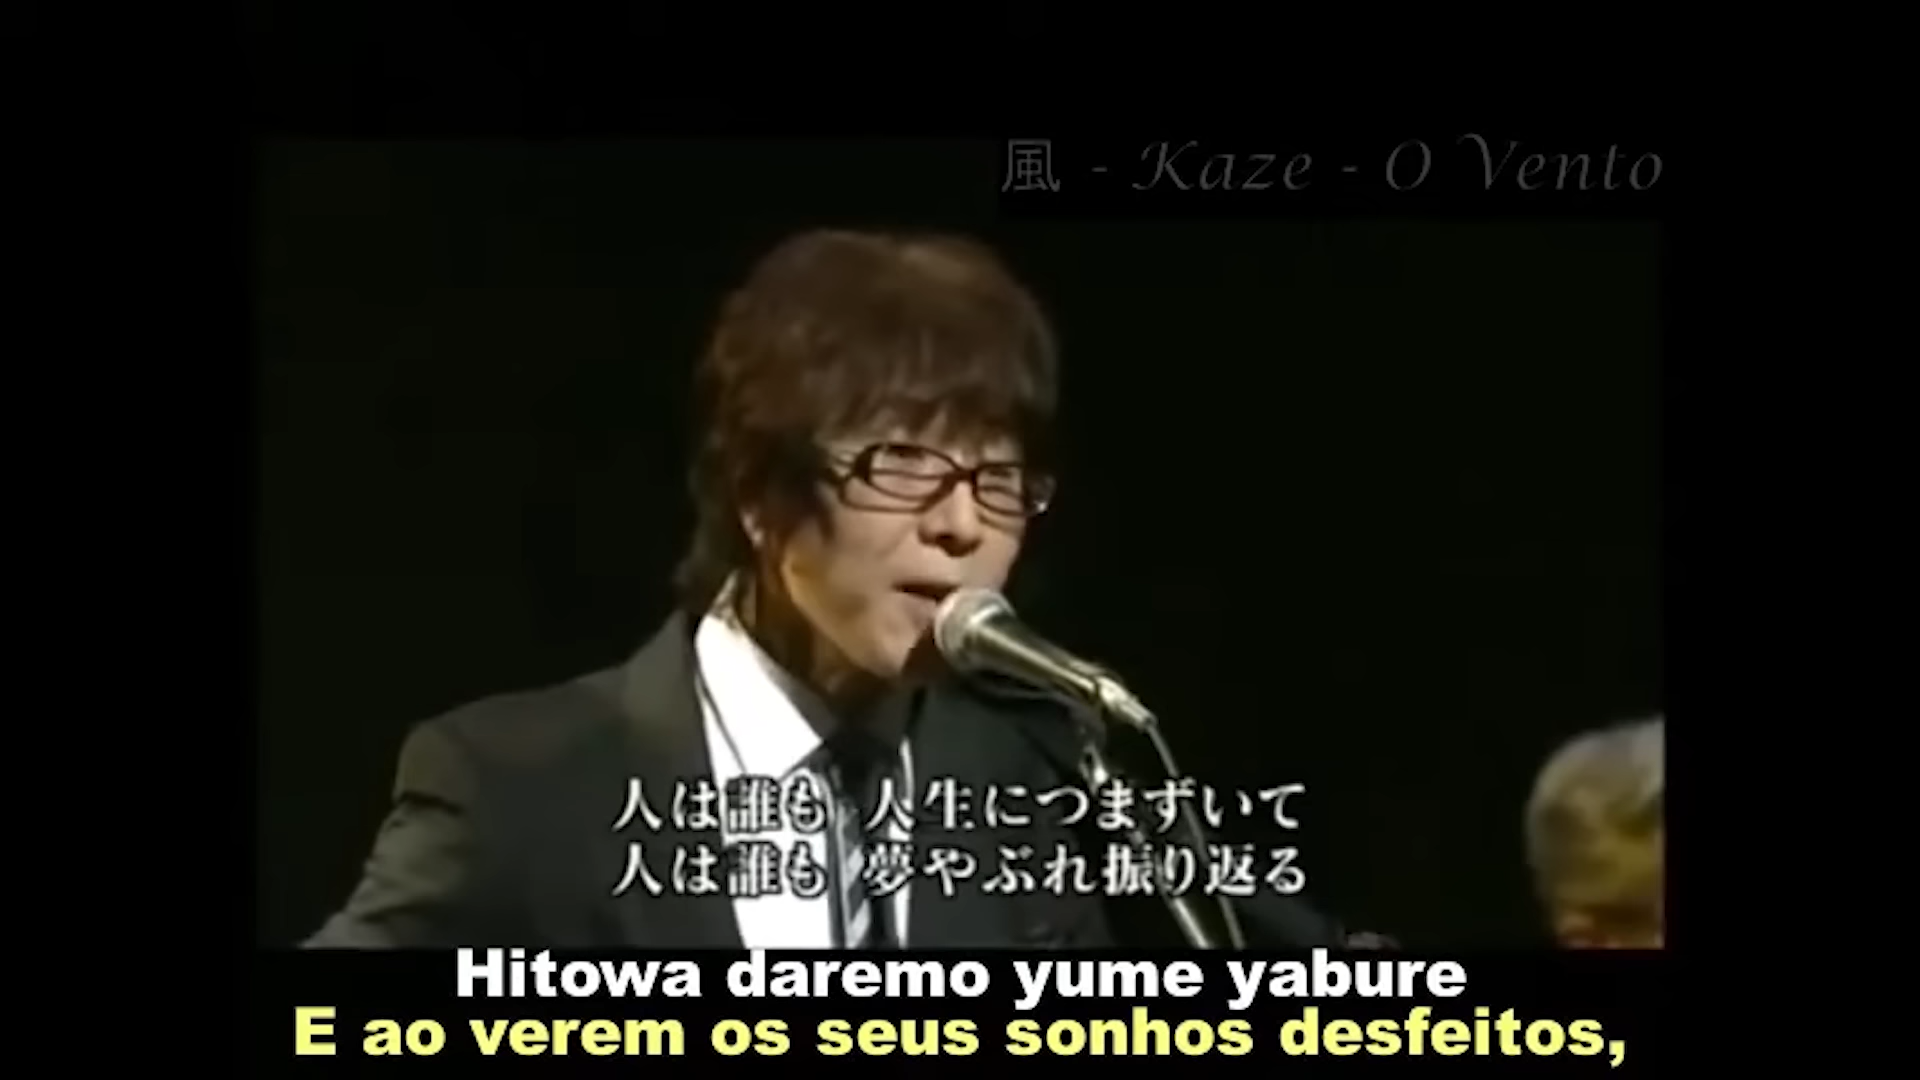 風 - Kaze - O Vento
人は誰も 人生につまずいて
人は誰も 夢やぶれ振り返る
Hitowa daremo yume yabure
E ao verem os seus sonhos desfeitos,